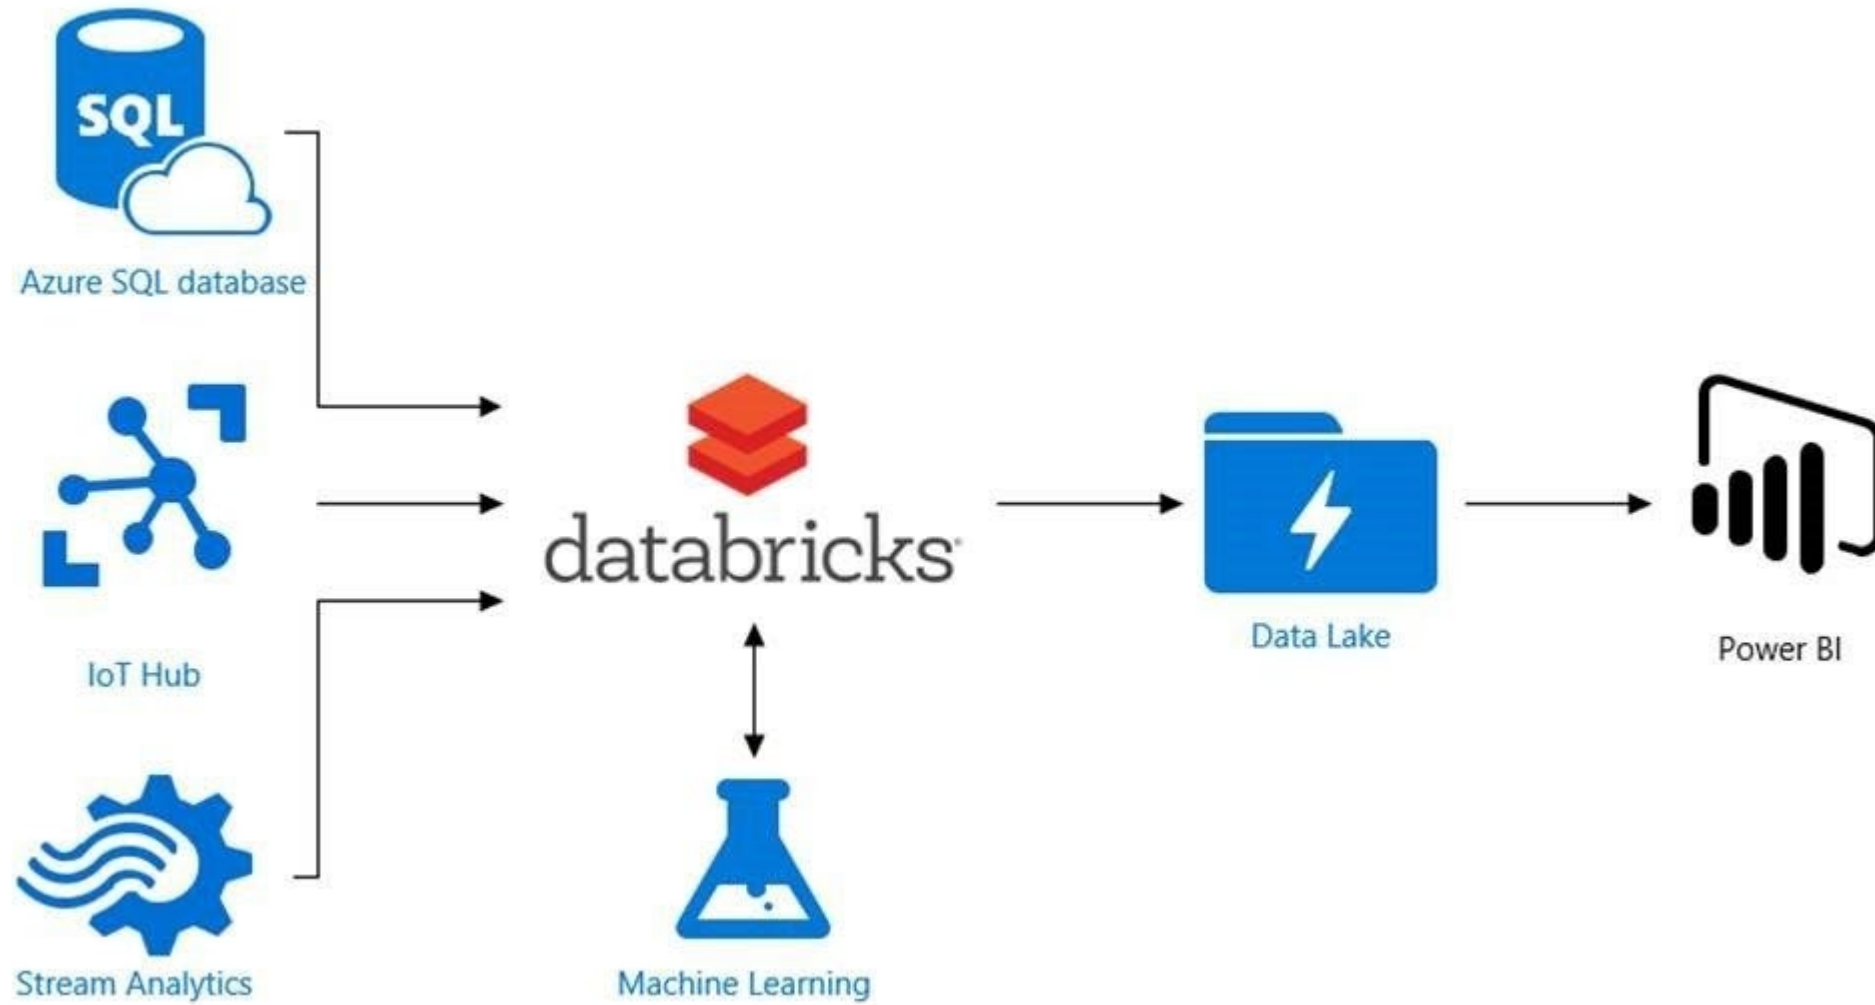 SQL
Azure SQL database
IoT Hub
databricks
Data Lake
Power BI
Stream Analytics
Machine Learning